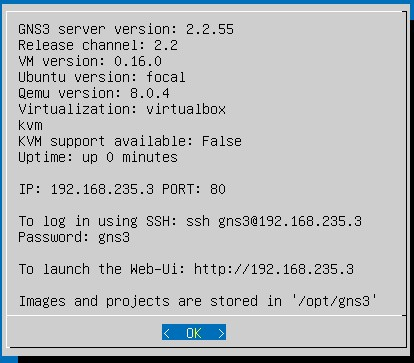 GNS3 server version: 2.2.55
Release channel: 2.2
VM version: 0.16.0
Ubuntu version: focal
Qemu version: 8.0.4
Virtualization: virtualbox
kvm
KVM support available: False
Uptime: up 0 minutes
IP: 192.168.235.3 PORT: 80
To log in using SSH: ssh gns3@192.168.235.3
Password: gns3
To launch the Web-Ui: http://192.168.235.3
Images and projects are stored in '/opt/gns3'
< OK >